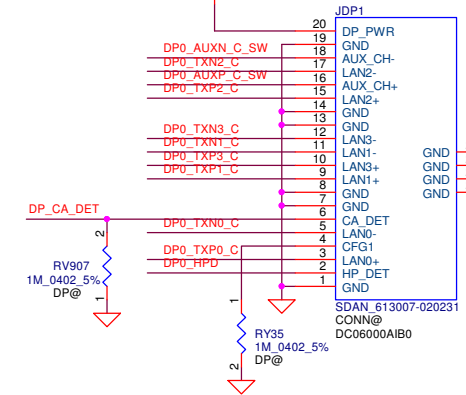 JDP1
20 DP_PWR
19 GND
DP0_AUXN_C_SW 18 AUX_CH-
DP0_TXN2_C 17 LAN2-
DP0_AUXP_C_SW 16 AUX_CH+
DP0_TXP2_C 15 LAN2+
14 GND
13 GND
DP0_TXN3_C 12 LAN3-
DP0_TXN1_C 11 LAN1- GND
DP0_TXP3_C 10 LAN3+ GND
DP0_TXP1_C 9 LAN1+ GND
8 GND GND
7 GND
DP_CA_DET 6 CA_DET
DP0_TXN0_C 5 LAN0-
4 CFG1
DP0_TXP0_C 3 LAN0+
DP0_HPD 2 HP_DET
1 GND
SDAN_613007-020231
CONN@
DC06000AIB0
2
RV907
1M_0402_5%
DP@
1
1
RY35
1M_0402_5%
DP@
2